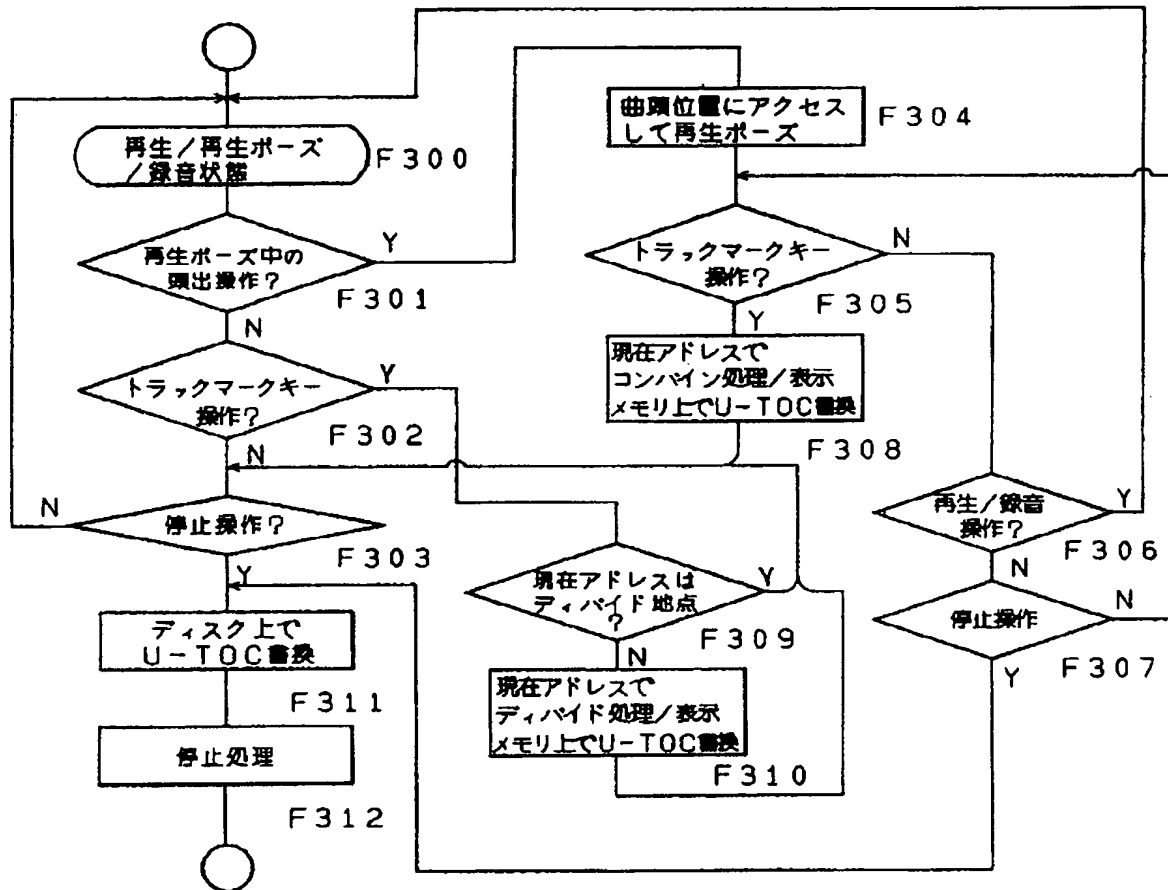 再生/再生ポーズ
/録音状態
F300
再生ポーズ中の
頭出操作?
Y
F301
N
トラックマークキー
操作?
Y
F302
N
停止操作?
N
F303
Y
ディスク上で
U-TOC書換
F311
停止処理
F312
曲頭位置にアクセス
して再生ポーズ
F304
トラックマークキー
操作?
N
F305
Y
現在アドレスで
コンバイン処理/表示
メモリ上でU-TOC書換
F308
現在アドレスは
ディバイド地点
?
Y
F309
N
現在アドレスで
ディバイド処理/表示
メモリ上でU-TOC書換
F310
再生/録音
操作?
Y
F306
N
停止操作
N
F307
Y